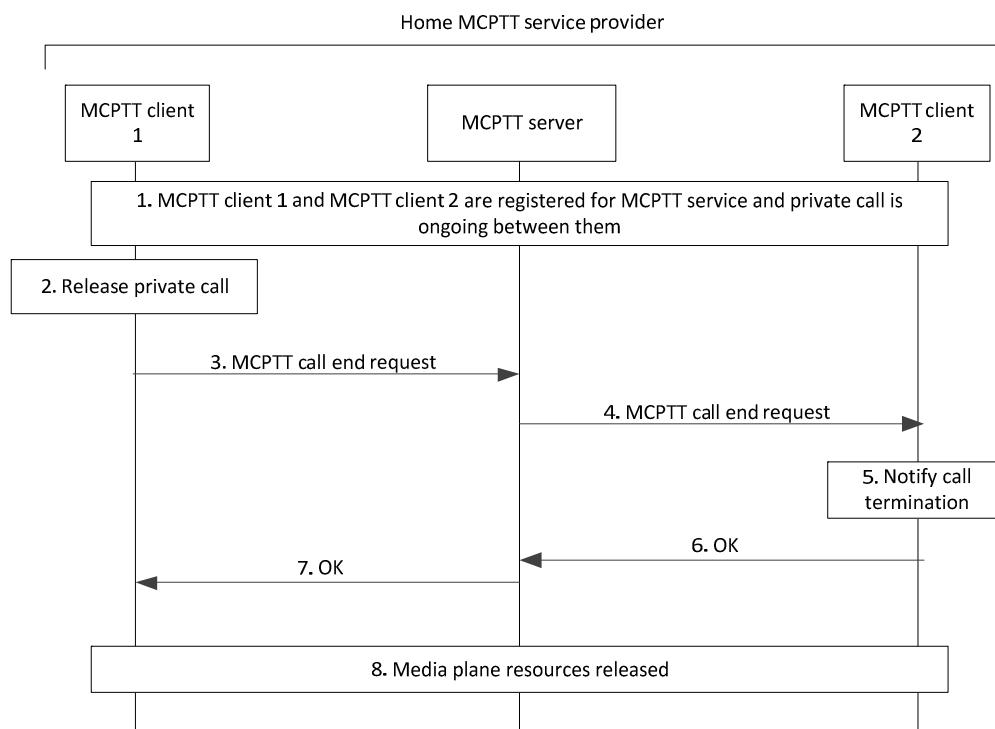 Home MCPTT service provider
MCPTT client
1
MCPTT server
MCPTT client
2
1. MCPTT client 1 and MCPTT client 2 are registered for MCPTT service and private call is
ongoing between them
2. Release private call
3. MCPTT call end request
4. MCPTT call end request
5. Notify call
termination
6. OK
7. OK
8. Media plane resources released